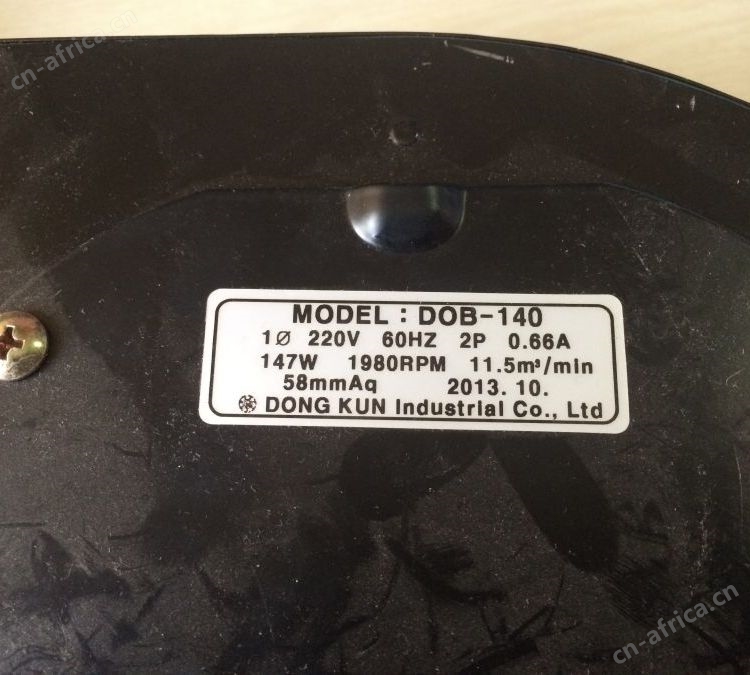 cn-africa.cn
MODEL : DOB-140
1Ø 220V 60HZ 2P 0.66A
147W 1980RPM 11.5m³/min
58mmAq 2013. 10.
DONG KUN Industrial Co., Ltd
cn-africa.cn